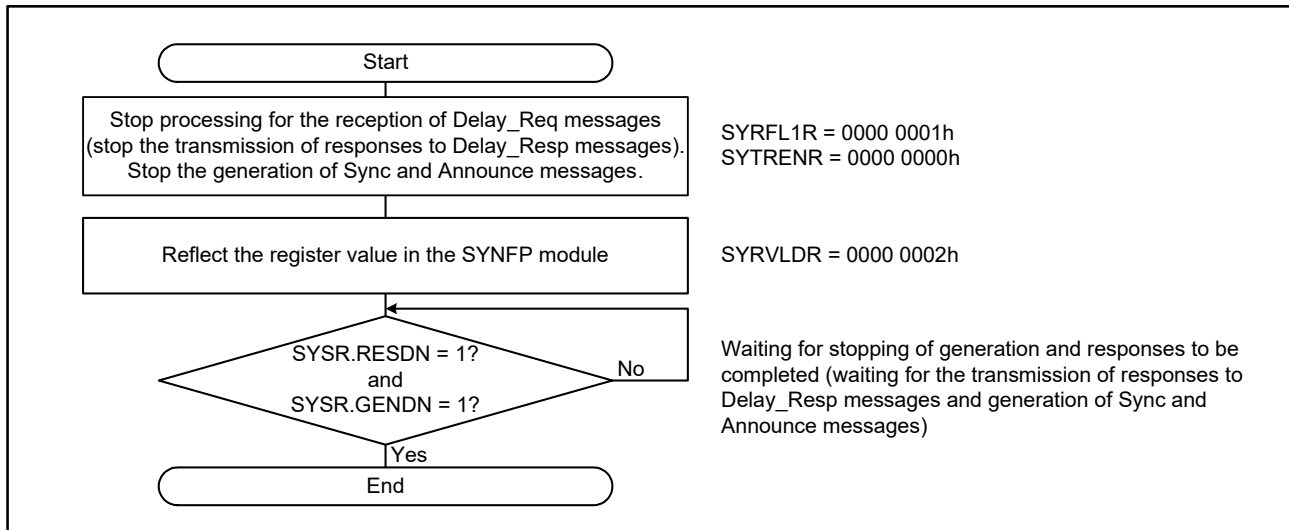 Start
Stop processing for the reception of Delay_Req messages
(stop the transmission of responses to Delay_Resp messages).
Stop the generation of Sync and Announce messages.
SYRFL1R = 0000 0001h
SYTRENR = 0000 0000h
Reflect the register value in the SYNFP module
SYRVLDR = 0000 0002h
SYSR.RESDN = 1?
and
SYSR.GENDN = 1?
No
Waiting for stopping of generation and responses to be
completed (waiting for the transmission of responses to
Delay_Resp messages and generation of Sync and
Announce messages)
Yes
End